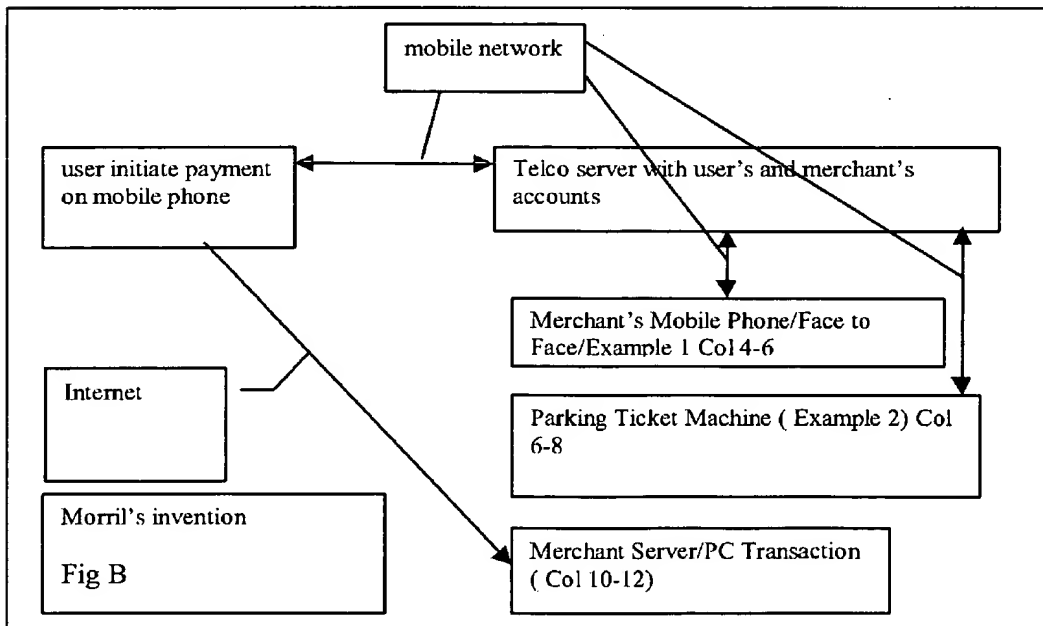 mobile network
user initiate payment
on mobile phone
Telco server with user's and merchant's
accounts
Merchant's Mobile Phone/Face to
Face/Example 1 Col 4-6
Internet
Parking Ticket Machine ( Example 2) Col
6-8
Morril's invention
Fig B
Merchant Server/PC Transaction
( Col 10-12)